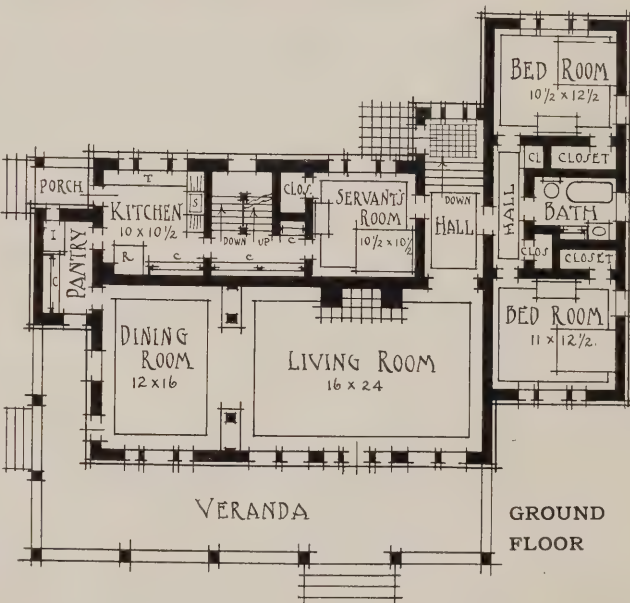 BED ROOM
10½ x 12½
CL
CLOSET
PORCH
T
S
KITCHEN
10 x 10½
CLOS.
SERVANT'S
ROOM
10½ x 10½
DOWN
HALL
HALL
BATH
I
PANTRY
C
DOWN UP
C
R
C
C
CLOS
CLOSET
BED ROOM
11 x 12½.
DINING
ROOM
12 x 16
LIVING ROOM
16 x 24
VERANDA
GROUND
FLOOR